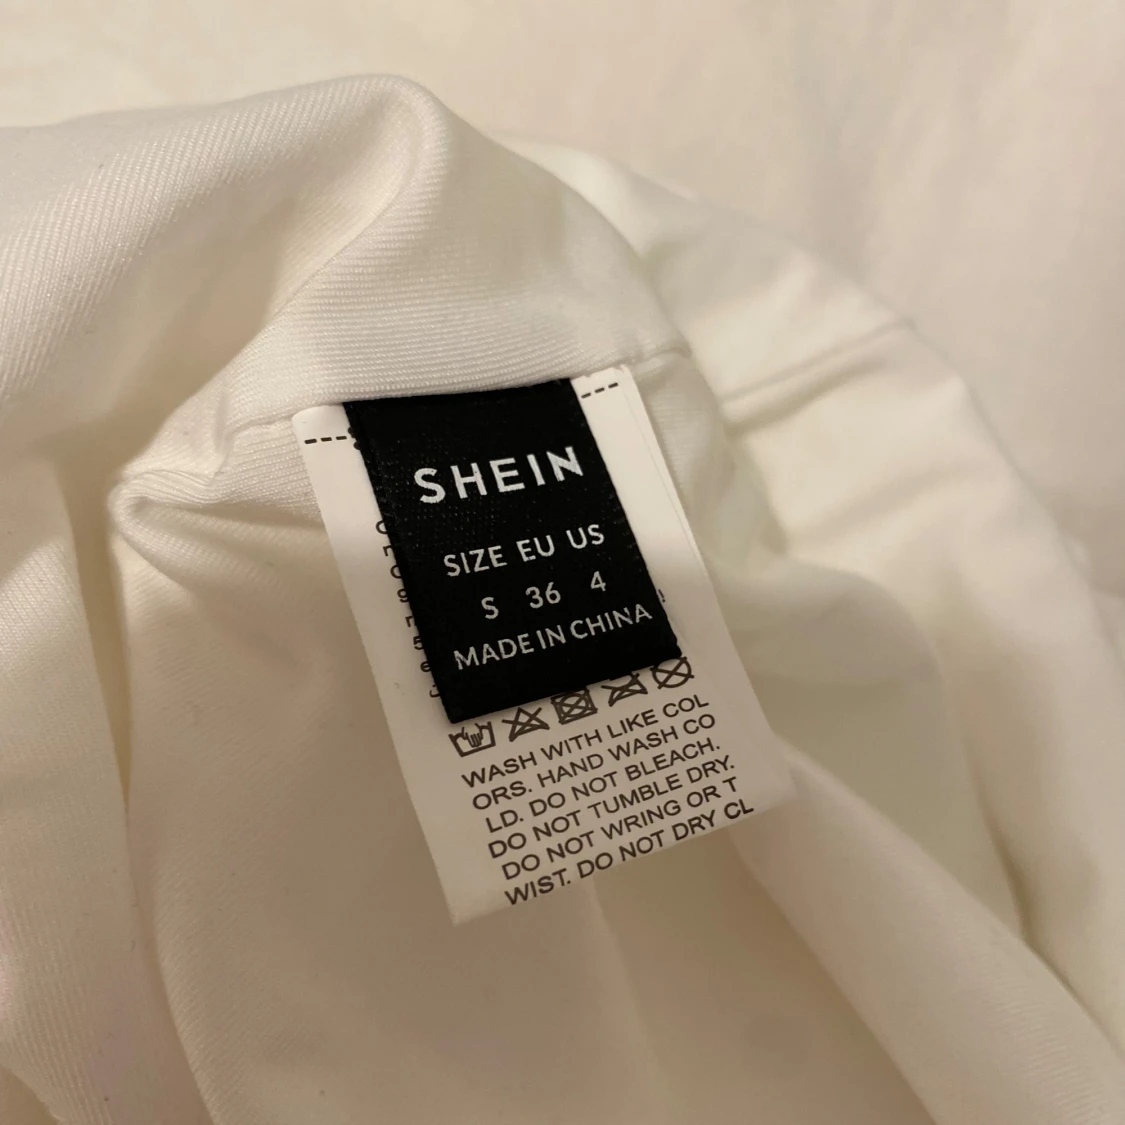 SHEIN
SIZE EU US
S 36 4
MADE IN CHINA
WASH WITH LIKE COL
ORS. HAND WASH CO
LD. DO NOT BLEACH.
DO NOT TUMBLE DRY.
DO NOT WRING OR T
WIST. DO NOT DRY CL